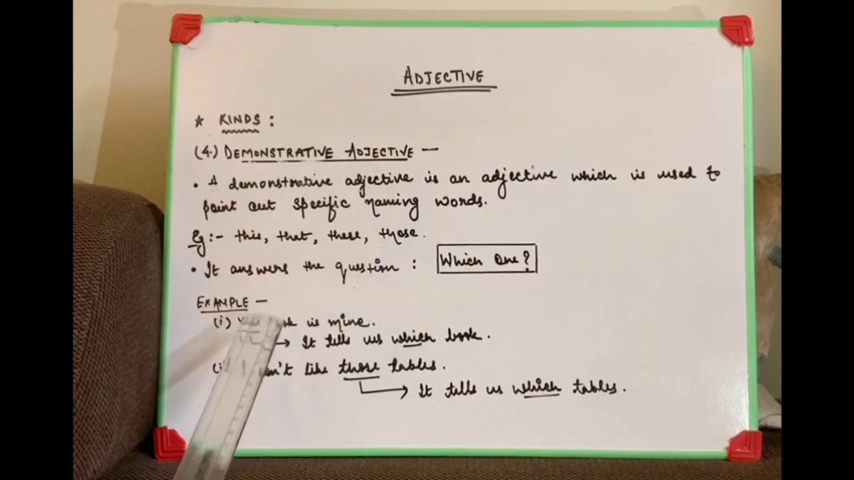 ADJECTIVE
* KINDS :
(4.) DEMONSTRATIVE ADJECTIVE —
• A demonstrative adjective is an adjective which is used to
point out specific naming words.
Eg :- this, that, these, those.
• It answers the question : Which One?
EXAMPLE —
(i) is mine.
→ It tells us which book.
like those tables.
→ It tells us which tables.